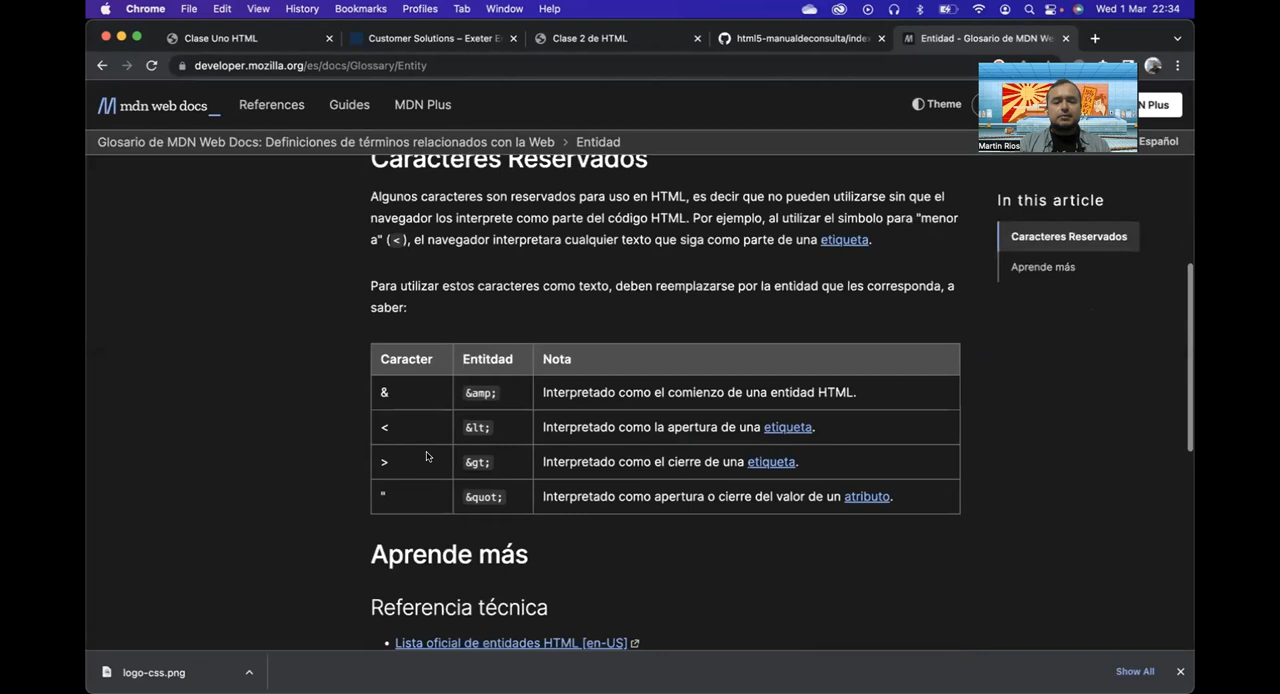 Chrome File Edit View History Bookmarks Profiles Tab Window Help Wed 1 Mar 22:34
Clase Uno HTML Customer Solutions – Exeter E Clase 2 de HTML html5-manualdeconsulta/index Entidad - Glosario de MDN We
developer.mozilla.org/es/docs/Glossary/Entity
mdn web docs_ References Guides MDN Plus Theme N Plus
Glosario de MDN Web Docs: Definiciones de términos relacionados con la Web > Entidad Español
Martin Rios
Caracteres Reservados
Algunos caracteres son reservados para uso en HTML, es decir que no pueden utilizarse sin que el
navegador los interprete como parte del código HTML. Por ejemplo, al utilizar el simbolo para "menor
a" (<), el navegador interpretara cualquier texto que siga como parte de una etiqueta.
Para utilizar estos caracteres como texto, deben reemplazarse por la entidad que les corresponda, a
saber:
Caracter Entitdad Nota
& &amp; Interpretado como el comienzo de una entidad HTML.
< &lt; Interpretado como la apertura de una etiqueta.
> &gt; Interpretado como el cierre de una etiqueta.
" &quot; Interpretado como apertura o cierre del valor de un atributo.
Aprende más
Referencia técnica
• Lista oficial de entidades HTML [en-US]
In this article
Caracteres Reservados
Aprende más
logo-css.png Show All